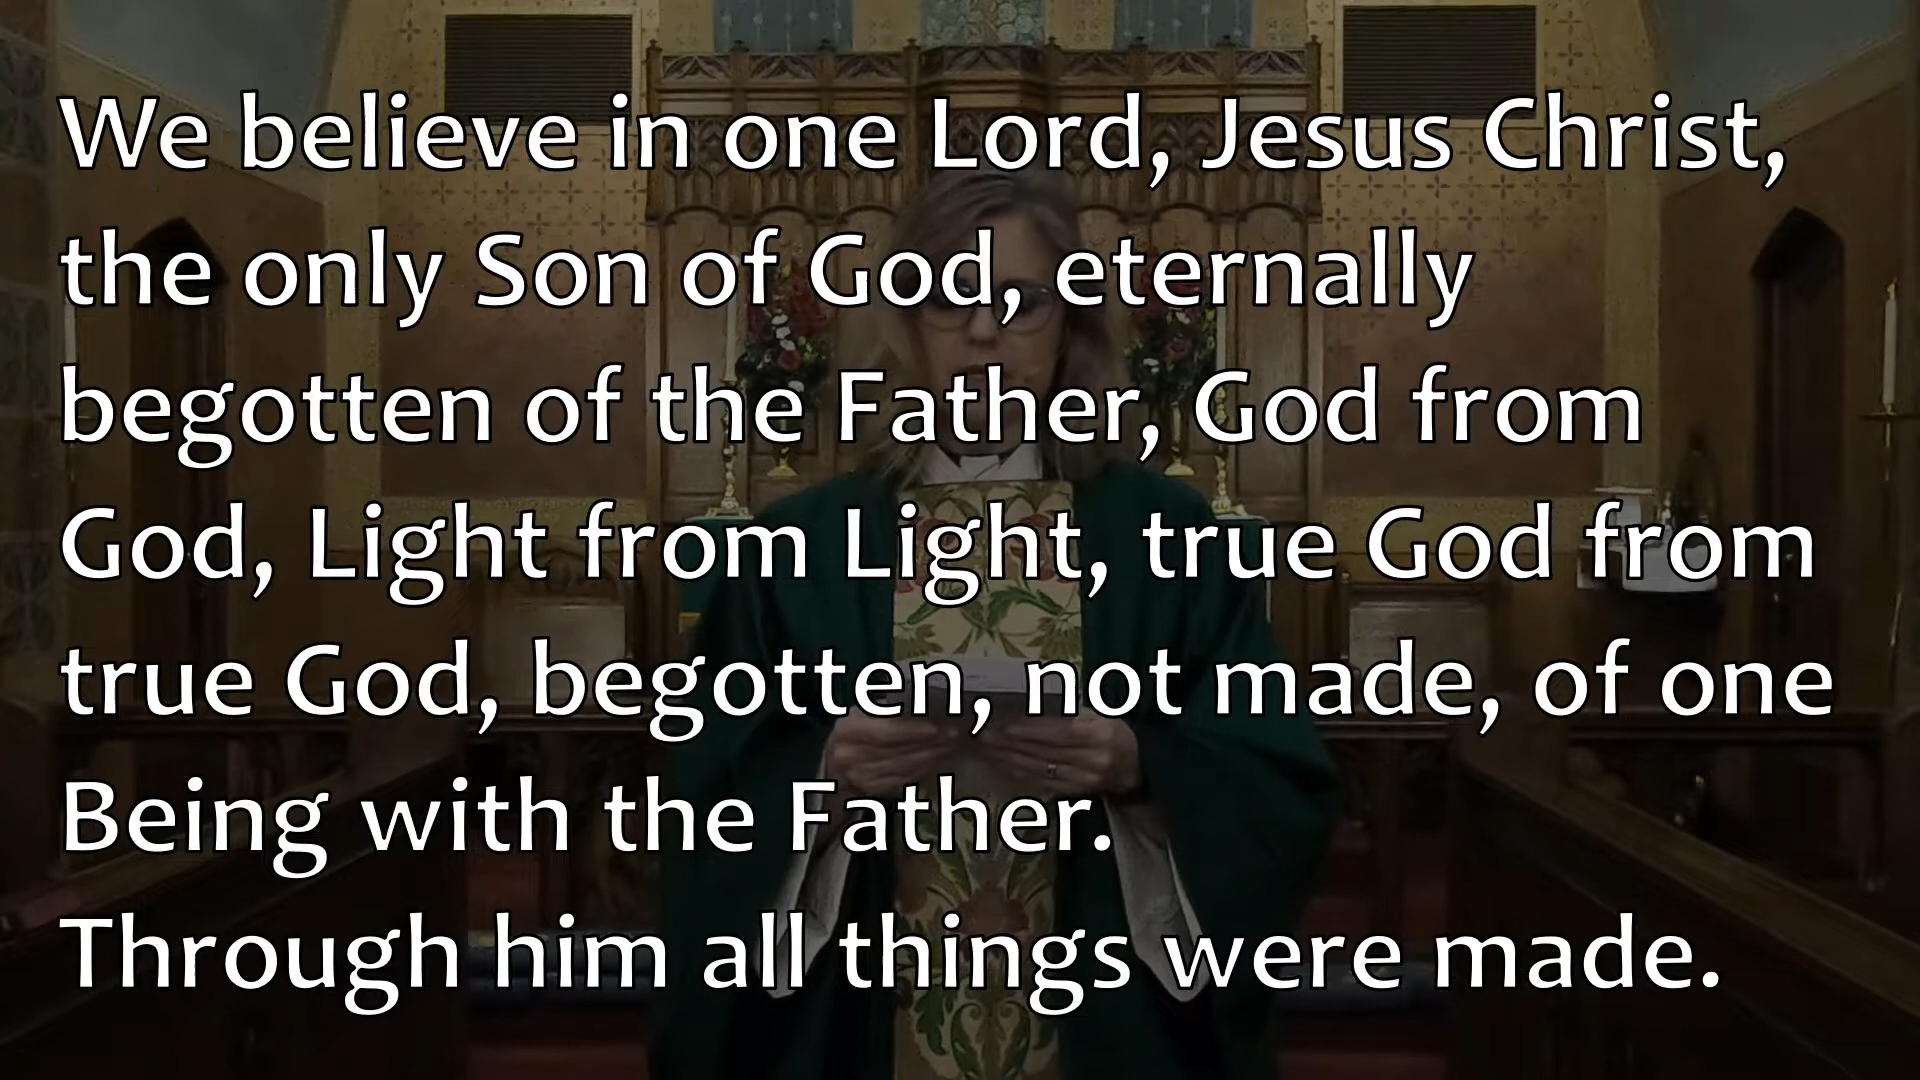 We believe in one Lord, Jesus Christ,
the only Son of God, eternally
begotten of the Father, God from
God, Light from Light, true God from
true God, begotten, not made, of one
Being with the Father.
Through him all things were made.